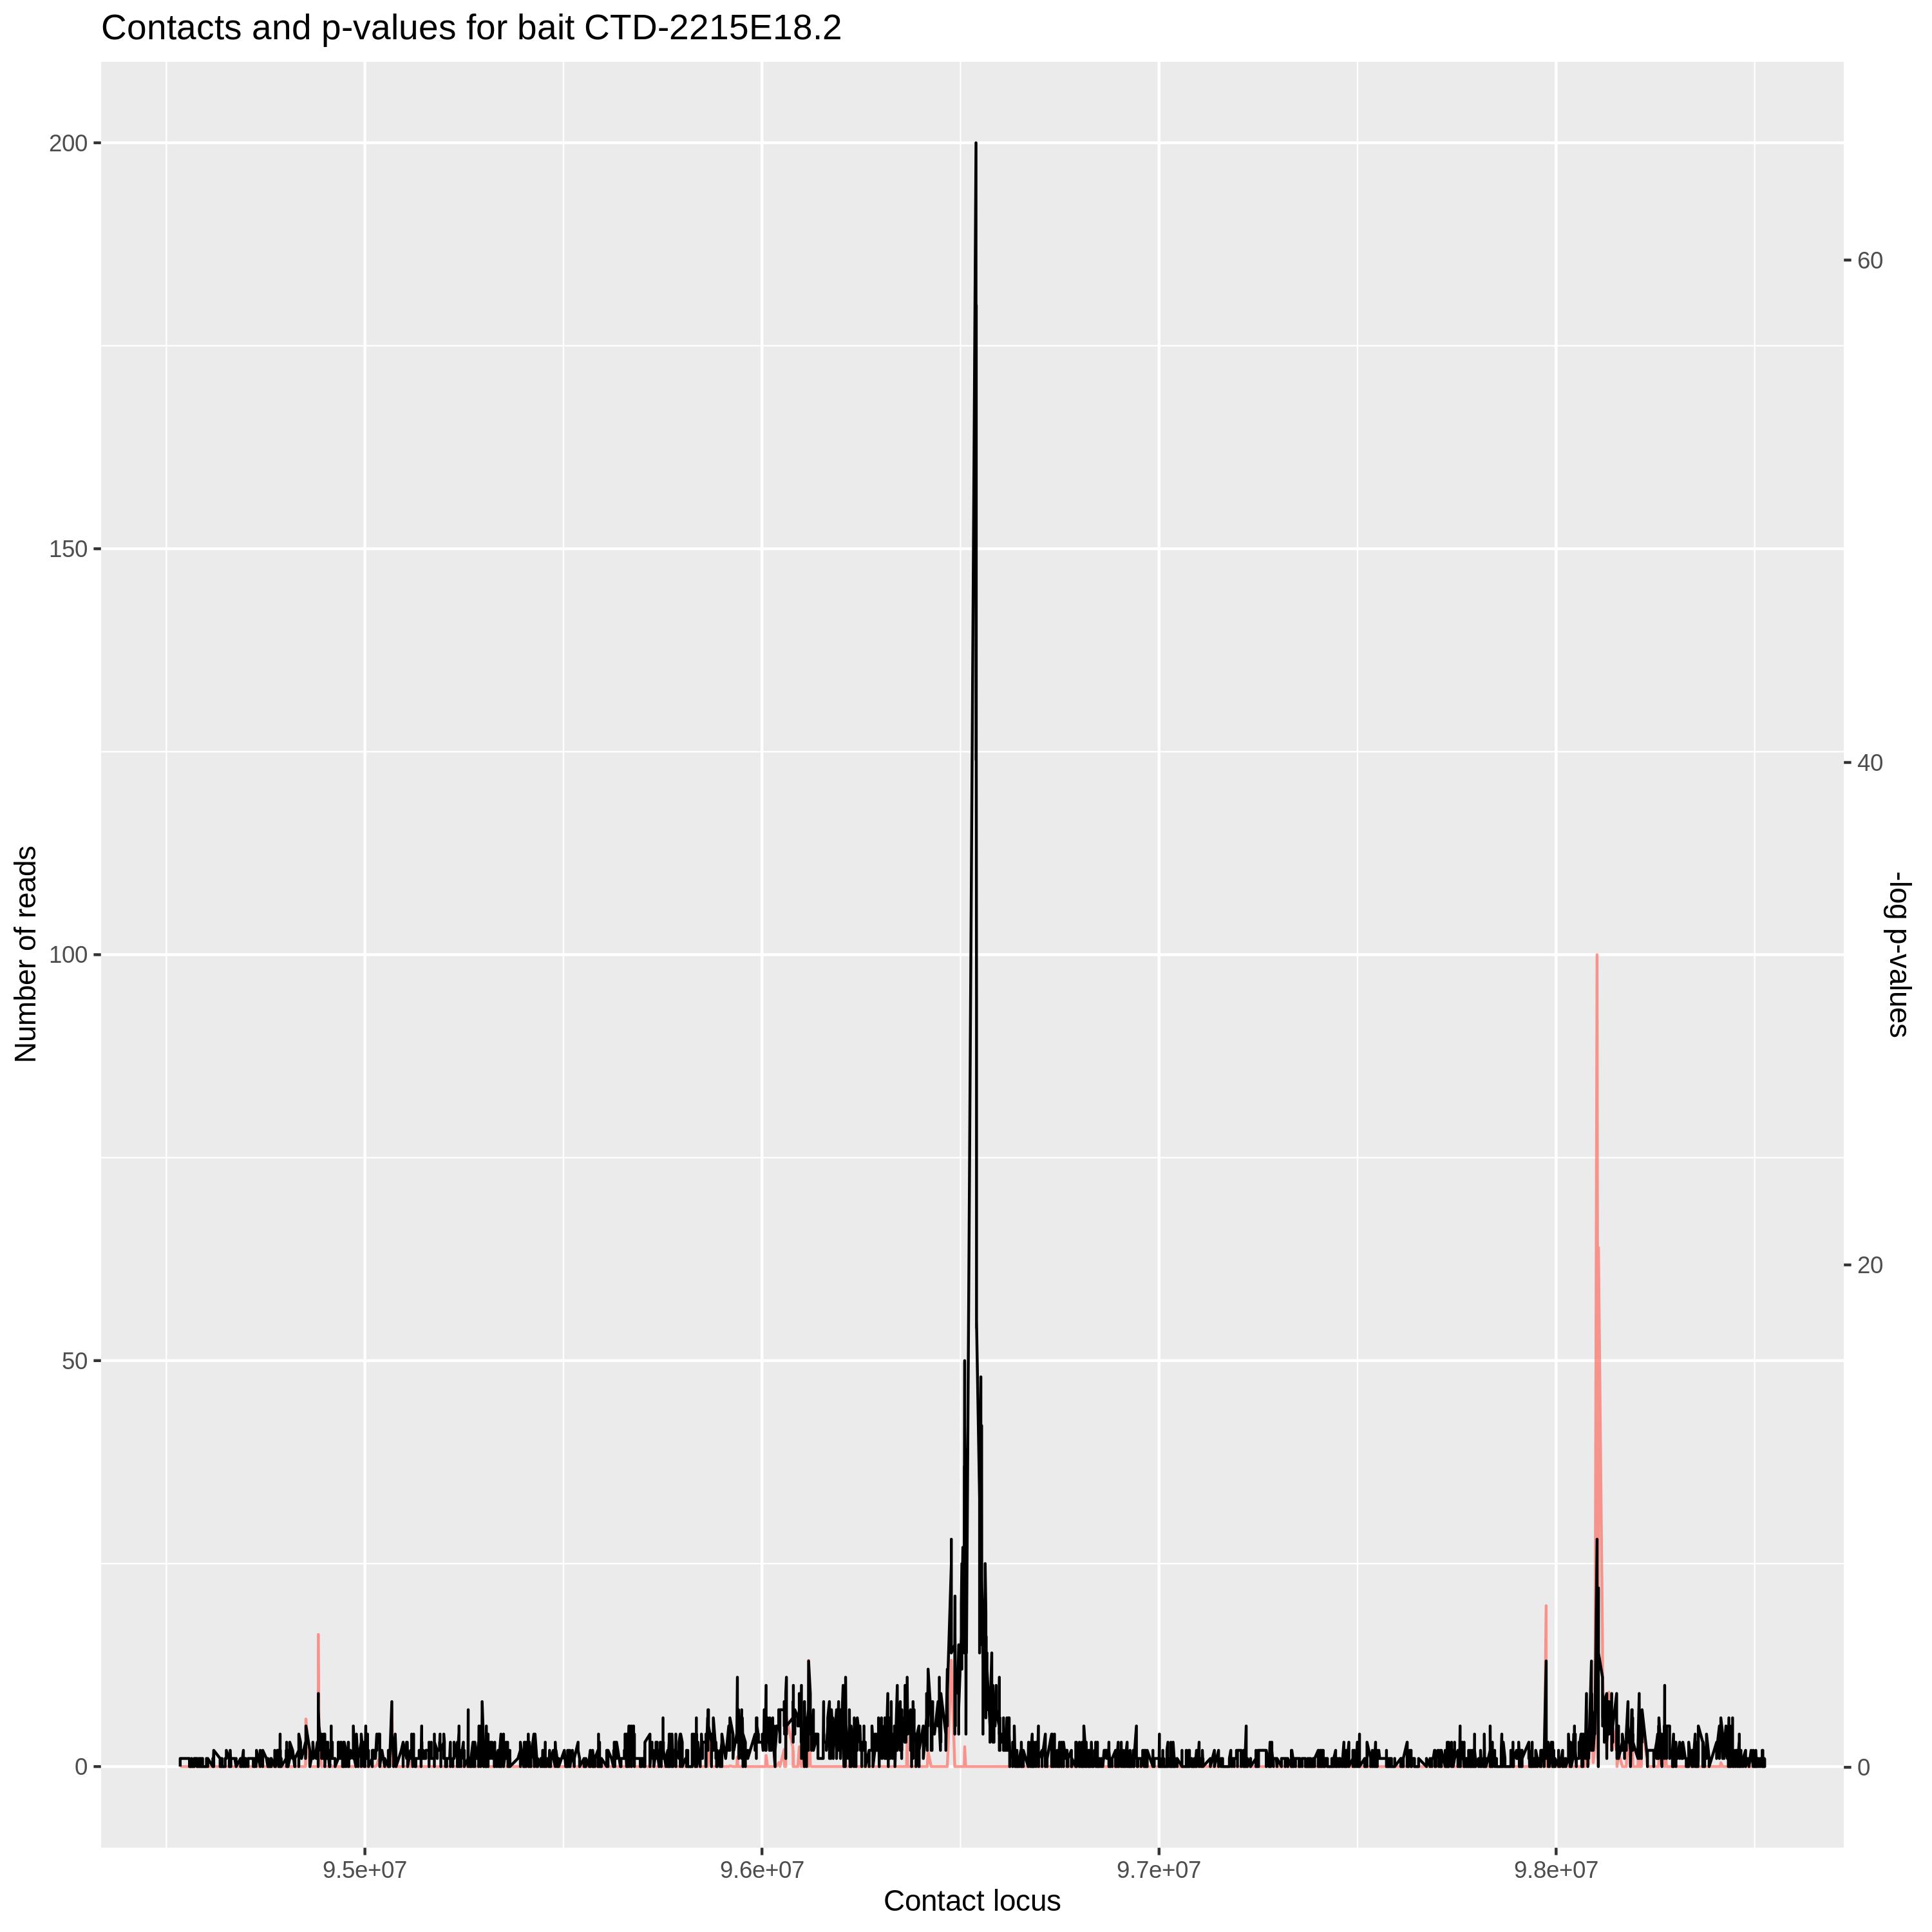 Contacts and p-values for bait CTD-2215E18.2
200
150
100
50
0
Number of reads
60
40
20
0
-log p-values
9.5e+07
9.6e+07
9.7e+07
9.8e+07
Contact locus